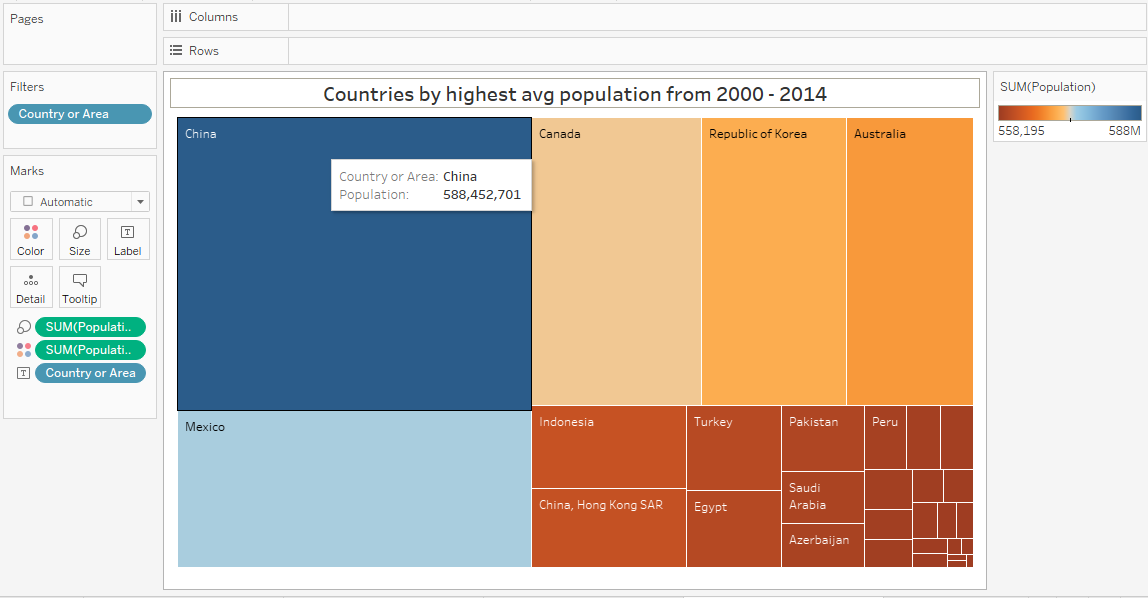 Pages
Columns
Rows
Filters
Country or Area
Marks
Automatic
Color
Size
Label
Detail
Tooltip
SUM(Populati..
SUM(Populati..
Country or Area
Countries by highest avg population from 2000 - 2014
China
Country or Area: China
Population: 588,452,701
Canada
Republic of Korea
Australia
Mexico
Indonesia
China, Hong Kong SAR
Turkey
Egypt
Pakistan
Saudi
Arabia
Azerbaijan
Peru
SUM(Population)
558,195
588M